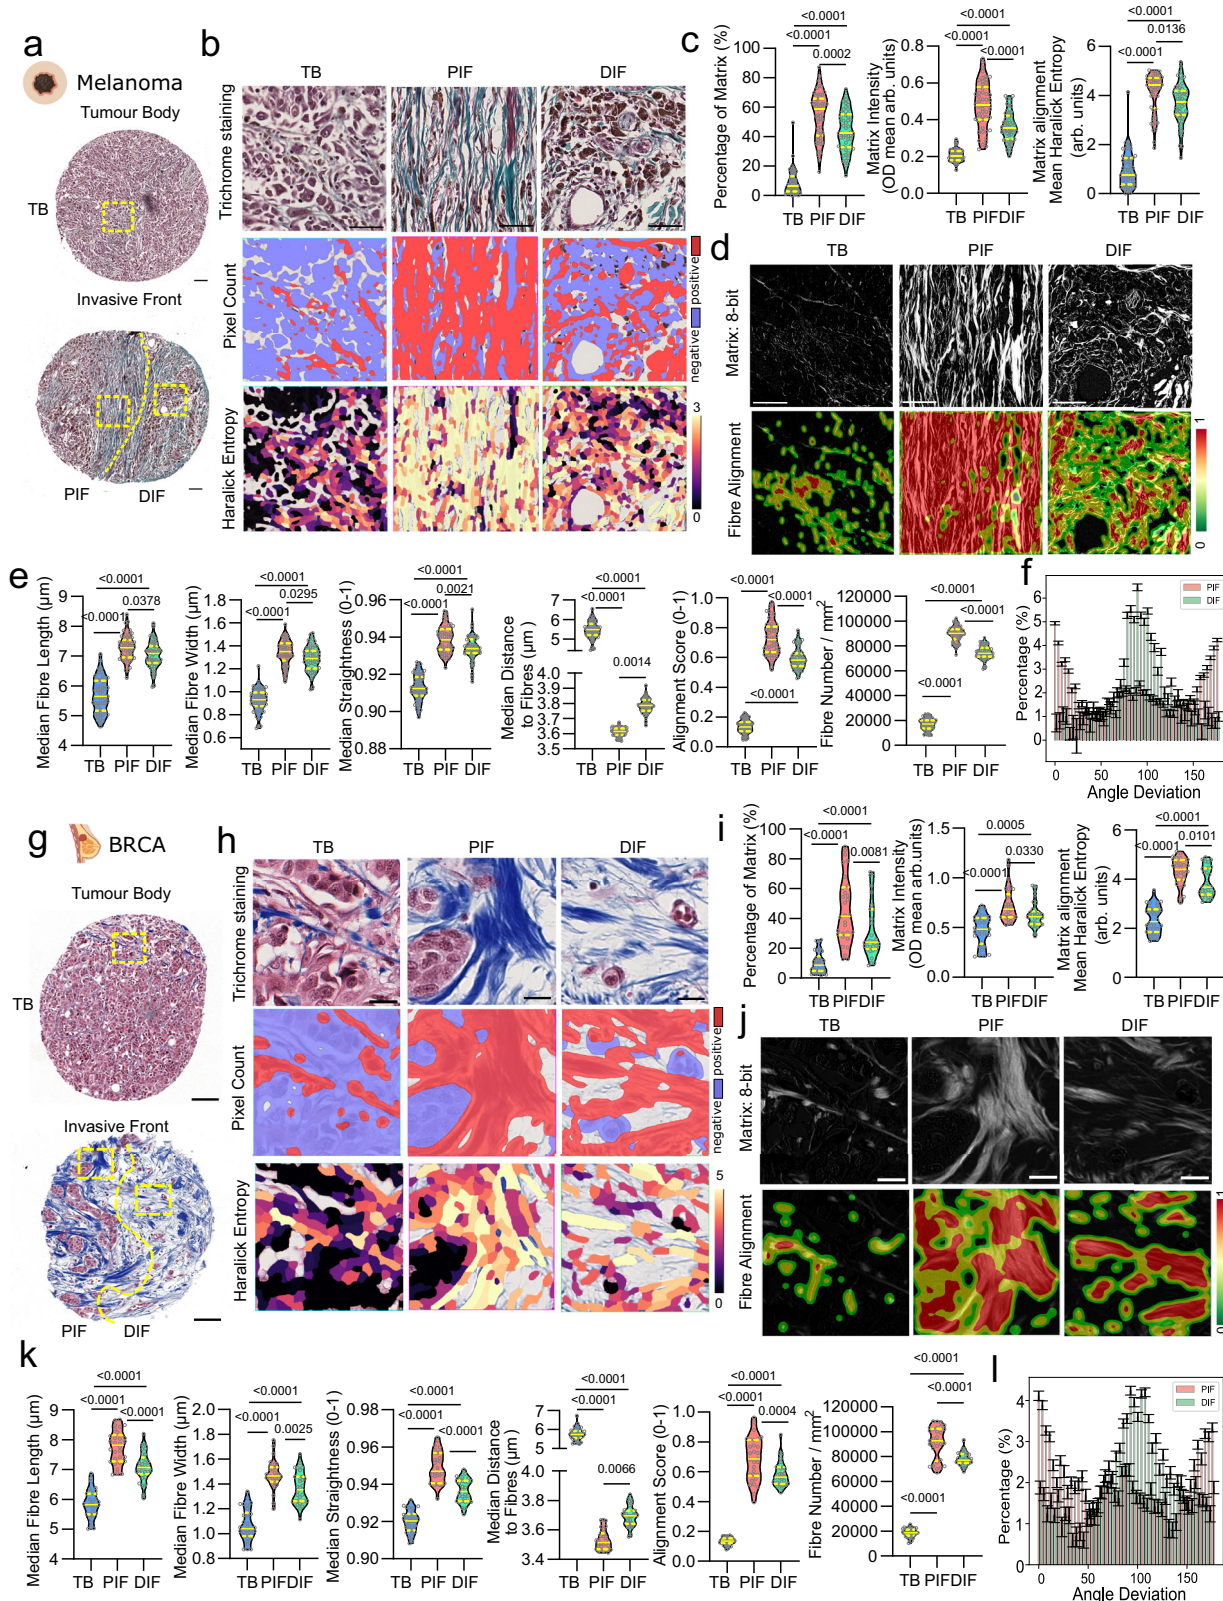 a
Melanoma
Tumour Body
TB
Invasive Front
PIF DIF
b
TB PIF DIF
Trichrome staining
Pixel Count
negative positive
Haralick Entropy
3
0
c
Percentage of Matrix (%)
100
80
60
40
20
0
<0.0001
<0.0001
0.0002
TB PIF DIF
Matrix Intensity
(OD mean arb. units)
0.8
0.6
0.4
0.2
0.0
<0.0001
<0.0001
<0.0001
TB PIF DIF
Matrix alignment
Mean Haralick Entropy
(arb. units)
6
4
2
0
<0.0001
0.0136
<0.0001
TB PIF DIF
d
TB PIF DIF
Matrix: 8-bit
Fibre Alignment
1
0
e
Median Fibre Length (µm)
9
8
7
6
5
4
<0.0001
<0.0001
0.0378
TB PIF DIF
Median Fibre Width (µm)
1.8
1.6
1.4
1.2
1.0
0.8
0.6
<0.0001
0.0295
<0.0001
TB PIF DIF
Median Straightness (0-1)
0.96
0.94
0.92
0.90
0.88
<0.0001
0.0021
<0.0001
TB PIF DIF
Median Distance
to Fibres (µm )
7
6
5
4
4.0
3.9
3.8
3.7
3.6
3.5
<0.0001
<0.0001
0.0014
TB PIF DIF
Alignment Score (0-1)
1.0
0.8
0.6
0.4
0.2
0.0
<0.0001
<0.0001
<0.0001
TB PIF DIF
Fibre Number / mm2
120000
100000
80000
60000
40000
20000
0
<0.0001
<0.0001
<0.0001
TB PIF DIF
f
Percentage (%)
8
6
4
2
0
PIF
DIF
0 50 100 150
Angle Deviation
g
BRCA
Tumour Body
TB
Invasive Front
PIF DIF
h
TB PIF DIF
Trichrome staining
Pixel Count
negative positive
Haralick Entropy
5
0
i
Percentage of Matrix (%)
100
80
60
40
20
0
<0.0001
<0.0001
0.0081
TB PIF DIF
Matrix Intensity
(OD mean arb.units)
1.5
1.0
0.5
0.0
0.0005
0.0330
<0.0001
TB PIF DIF
Matrix alignment
Mean Haralick Entropy
(arb. units)
6
4
2
0
<0.0001
<0.0001
0.0101
TB PIF DIF
j
TB PIF DIF
Matrix: 8-bit
Fibre Alignment
1
0
k
Median Fibre Length (µm)
9
8
7
6
5
4
<0.0001
<0.0001
<0.0001
TB PIF DIF
Median Fibre Width (µm)
2.0
1.8
1.6
1.4
1.2
1.0
0.8
<0.0001
<0.0001
0.0025
TB PIF DIF
Median Straightness (0-1)
0.98
0.96
0.94
0.92
0.90
<0.0001
<0.0001
<0.0001
TB PIF DIF
Median Distance
to Fibres (µm )
7
6
5
4.0
3.8
3.6
3.4
<0.0001
<0.0001
0.0066
TB PIF DIF
Alignment Score (0-1)
1.0
0.8
0.6
0.4
0.2
0.0
<0.0001
<0.0001
0.0004
TB PIF DIF
Fibre Number / mm2
120000
100000
80000
60000
40000
20000
0
<0.0001
<0.0001
<0.0001
TB PIF DIF
l
Percentage (%)
4
3
2
1
0
PIF
DIF
0 50 100 150
Angle Deviation